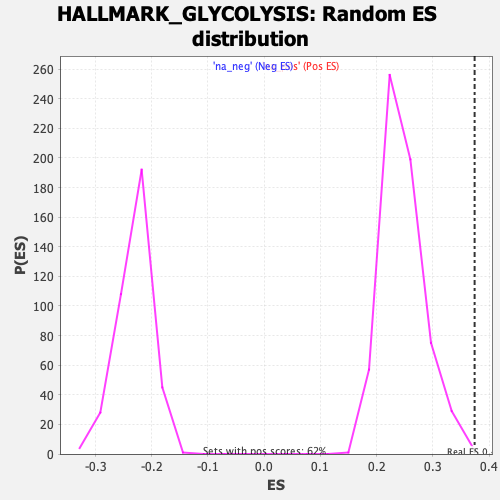 HALLMARK_GLYCOLYSIS: Random ES
distribution
'na_neg' (Neg ES)s' (Pos ES)
260
240
220
200
180
160
140
120
100
80
60
40
20
0
P(ES)
Sets with pos scores: 62%
Real ES 0
-0.3 -0.2 -0.1 0.0 0.1 0.2 0.3 0.4
ES